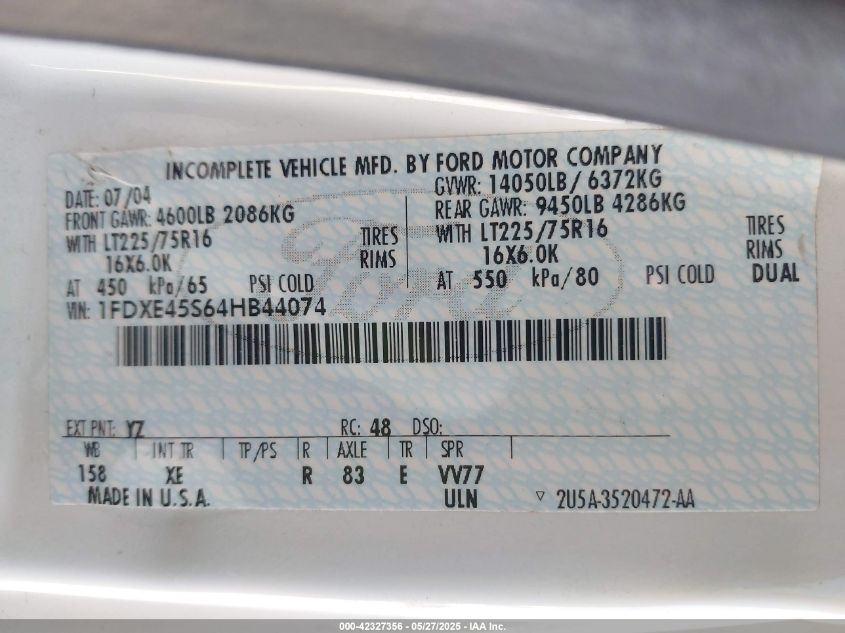 INCOMPLETE VEHICLE MFD. BY FORD MOTOR COMPANY
DATE: 07/04 GVWR: 14050LB/ 6372KG
FRONT GAWR: 4600LB 2086KG REAR GAWR: 9450LB 4286KG
WITH LT225/75R16 TIRES WITH LT225/75R16 TIRES
16X6.0K RIMS 16X6.0K RIMS
AT 450 kPa/65 PSI COLD AT 550 kPa/80 PSI COLD DUAL
VIN: 1FDXE45S64HB44074
Ford
EXT PNT: YZ RC: 48 DSO:
WB INT TR TP/PS R AXLE TR SPR
158 XE R 83 E VV77
MADE IN U.S.A. ULN ▽ 2U5A-3520472-AA
000-42327356 - 05/27/2025 - IAA Inc.